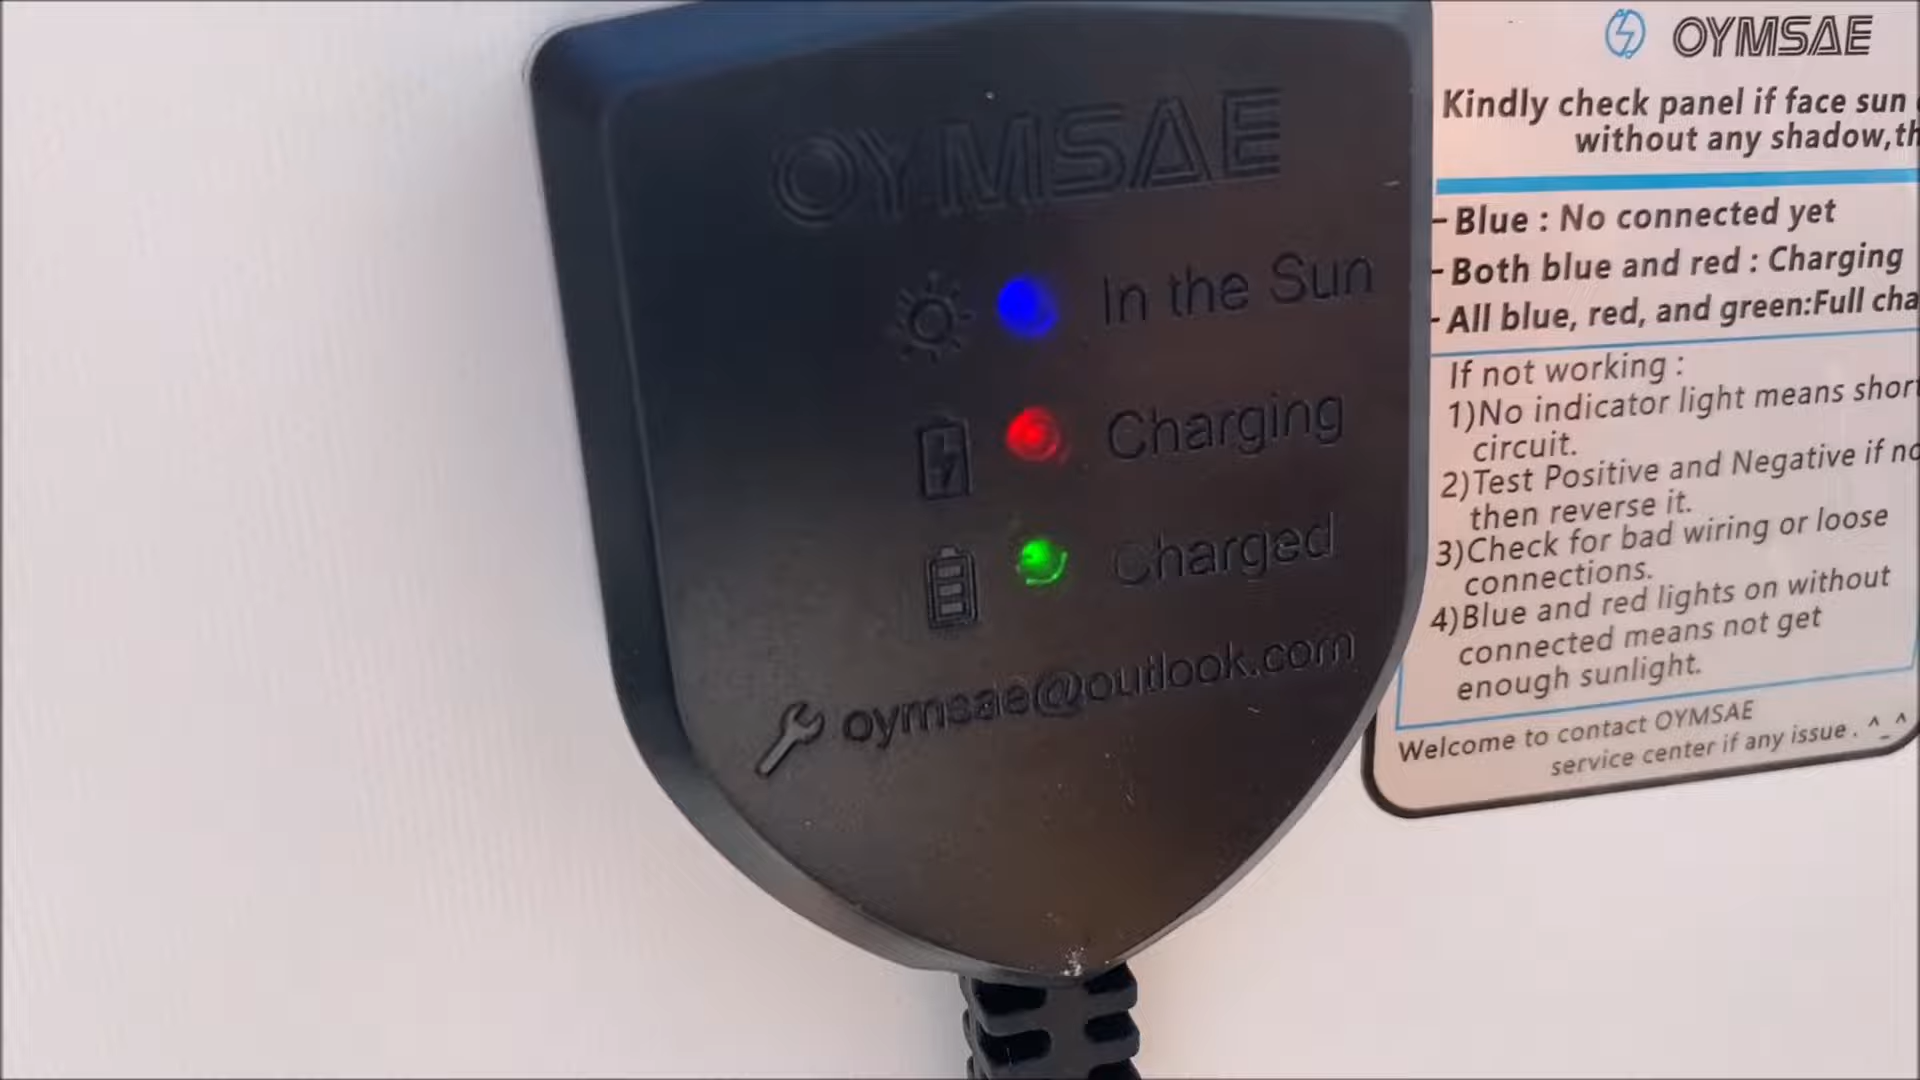 OYMSAE
In the Sun
Charging
Charged
oymsae@outlook.com
OYMSAE
Kindly check panel if face sun
without any shadow,th
- Blue : No connected yet
- Both blue and red : Charging
- All blue, red, and green:Full cha
If not working :
1)No indicator light means short
circuit.
2)Test Positive and Negative if no
then reverse it.
3)Check for bad wiring or loose
connections.
4)Blue and red lights on without
connected means not get
enough sunlight.
Welcome to contact OYMSAE
service center if any issue . ^_^